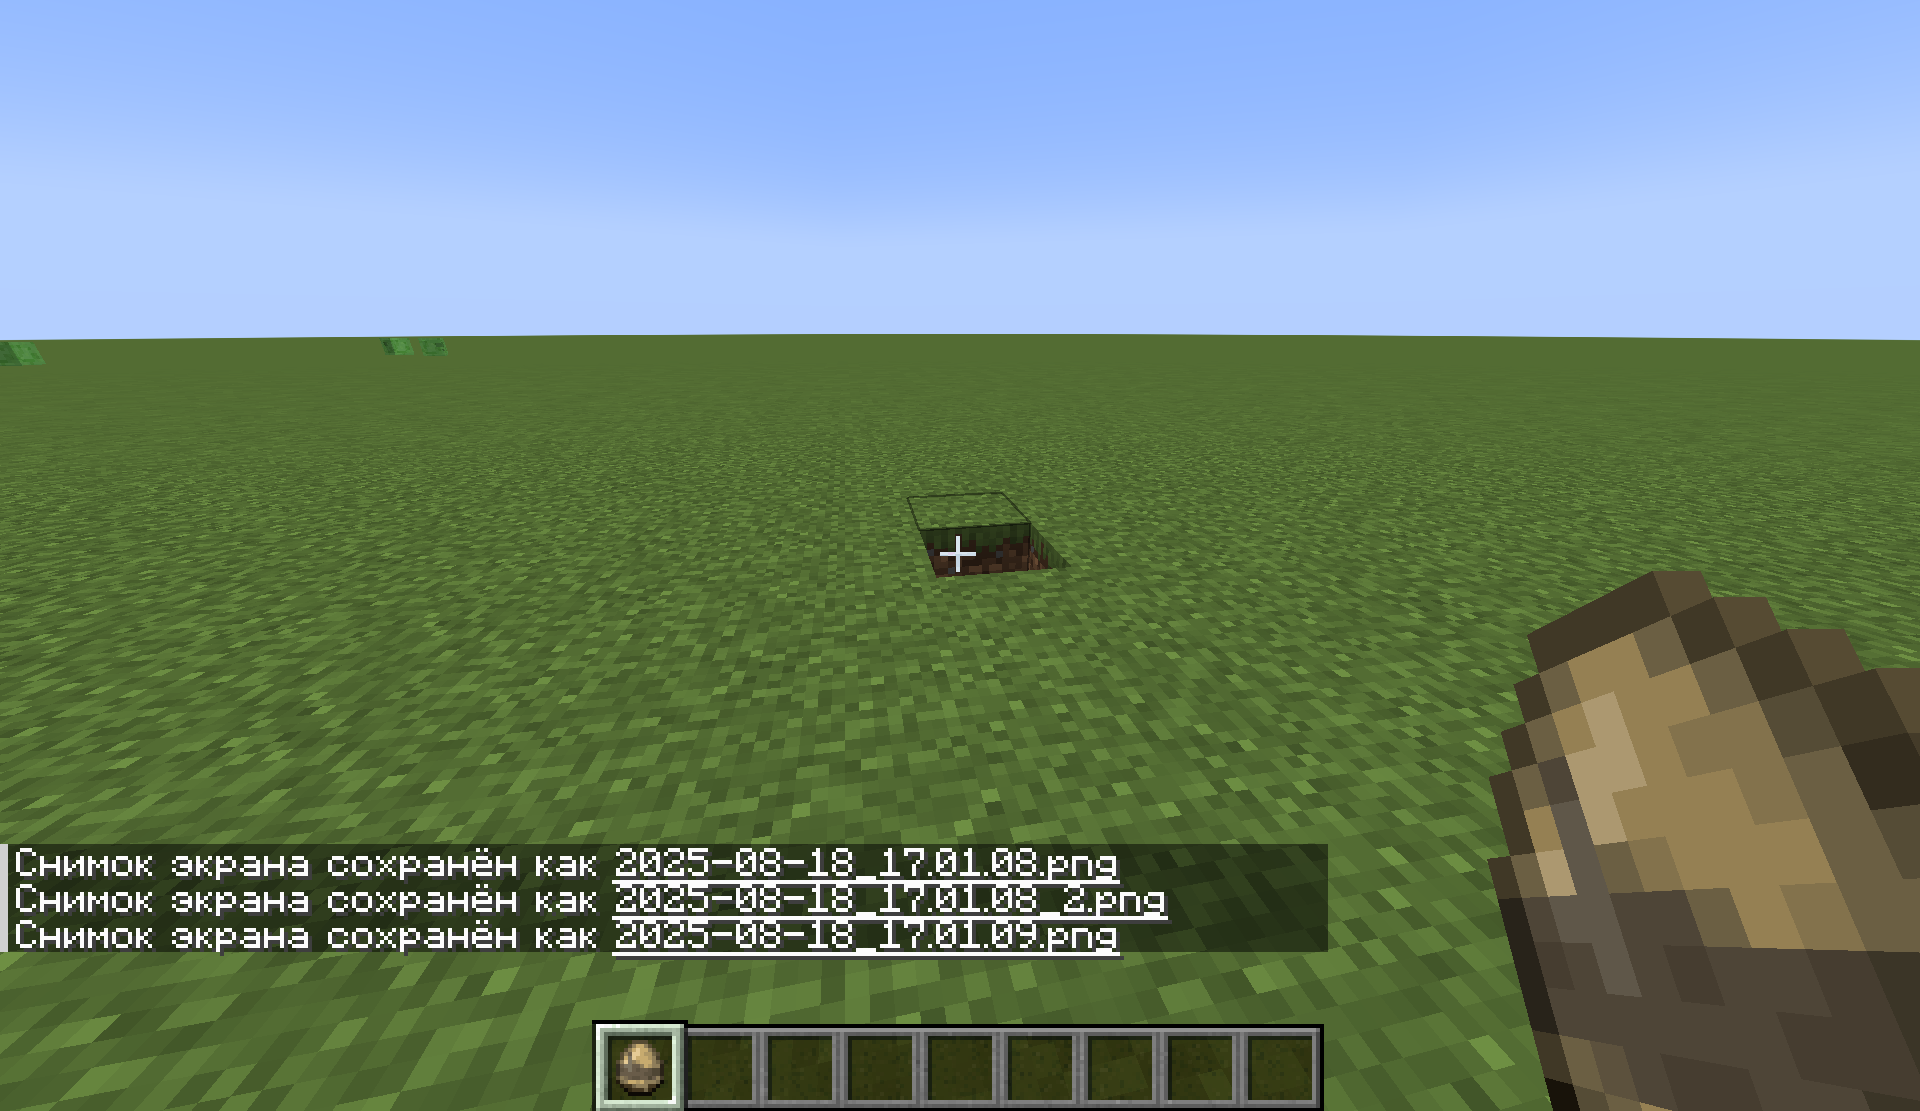 Снимок экрана сохранён как 2025-08-18_17.01.08.png
Снимок экрана сохранён как 2025-08-18_17.01.08_2.png
Снимок экрана сохранён как 2025-08-18_17.01.09.png